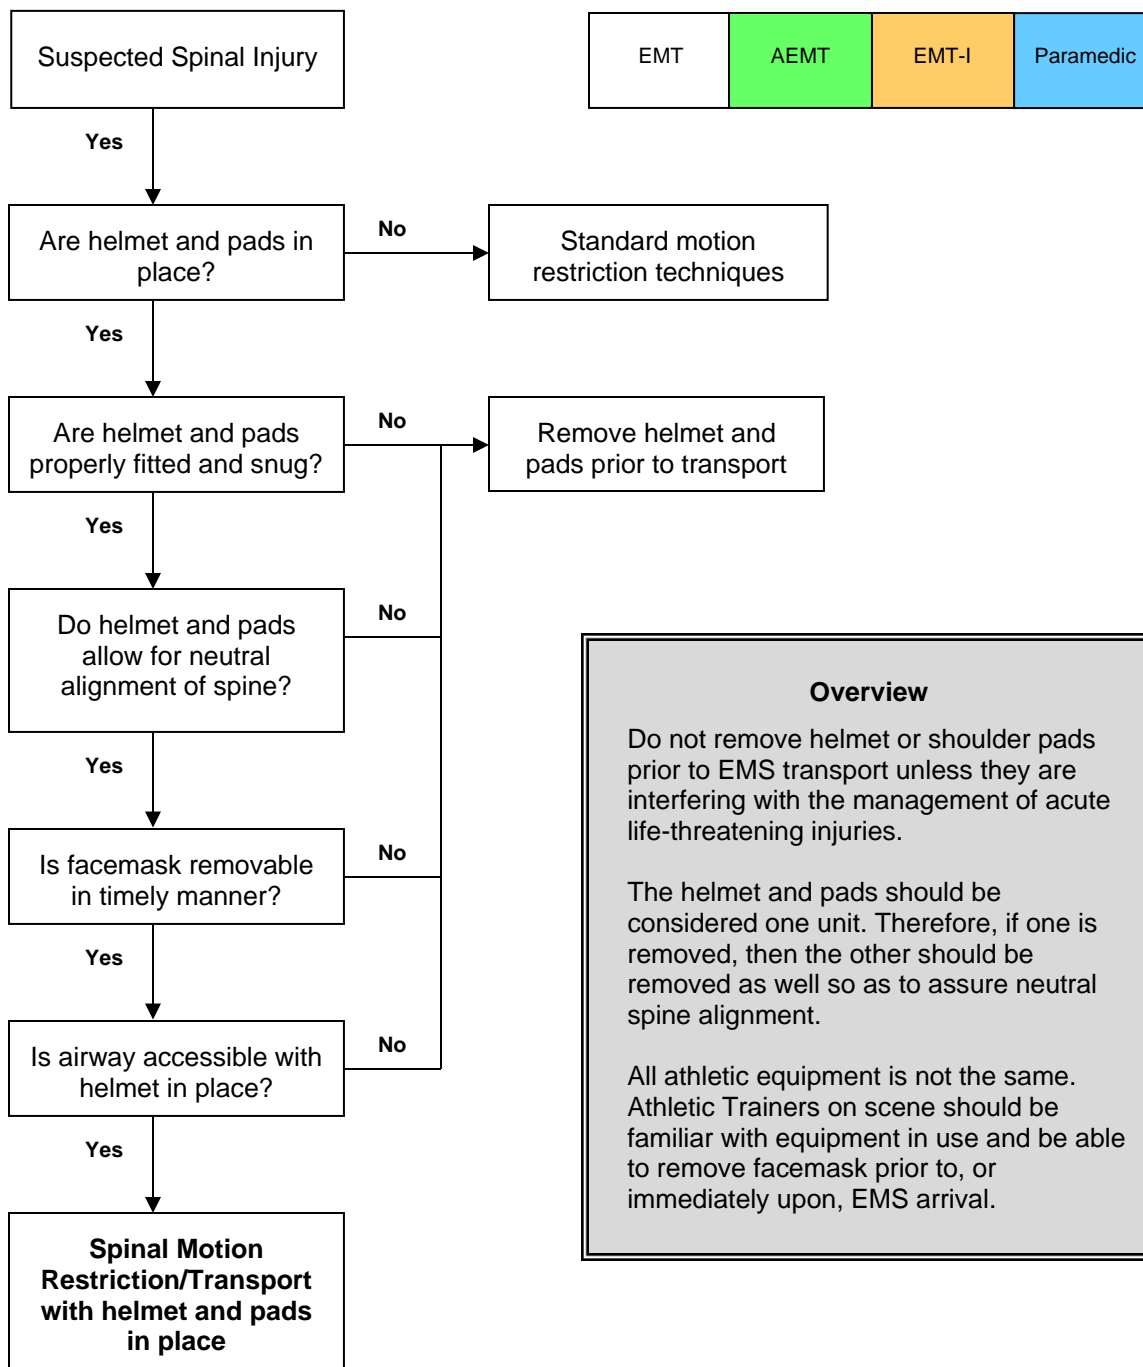 Suspected Spinal Injury
EMT
AEMT
EMT-I
Paramedic
Yes
Are helmet and pads in
place?
No
Standard motion
restriction techniques
Yes
Are helmet and pads
properly fitted and snug?
No
Remove helmet and
pads prior to transport
Yes
Do helmet and pads
allow for neutral
alignment of spine?
No
Yes
Is facemask removable
in timely manner?
No
Yes
Is airway accessible with
helmet in place?
No
Yes
Spinal Motion
Restriction/Transport
with helmet and pads
in place
Overview
Do not remove helmet or shoulder pads
prior to EMS transport unless they are
interfering with the management of acute
life-threatening injuries.
The helmet and pads should be
considered one unit. Therefore, if one is
removed, then the other should be
removed as well so as to assure neutral
spine alignment.
All athletic equipment is not the same.
Athletic Trainers on scene should be
familiar with equipment in use and be able
to remove facemask prior to, or
immediately upon, EMS arrival.